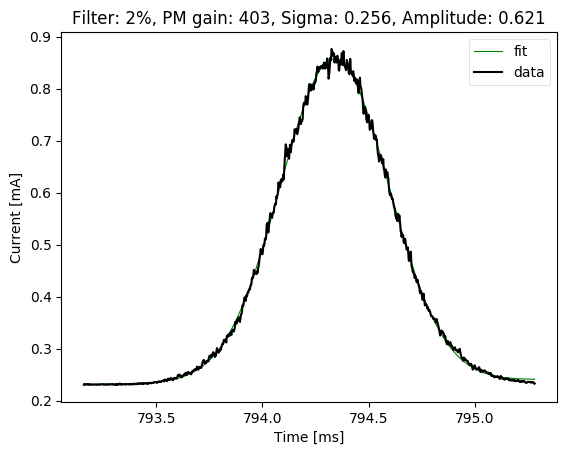 Filter: 2%, PM gain: 403, Sigma: 0.256, Amplitude: 0.621
fit
data
0.9
0.8
0.7
0.6
0.5
0.4
0.3
0.2
Current [mA]
793.5 794.0 794.5 795.0
Time [ms]